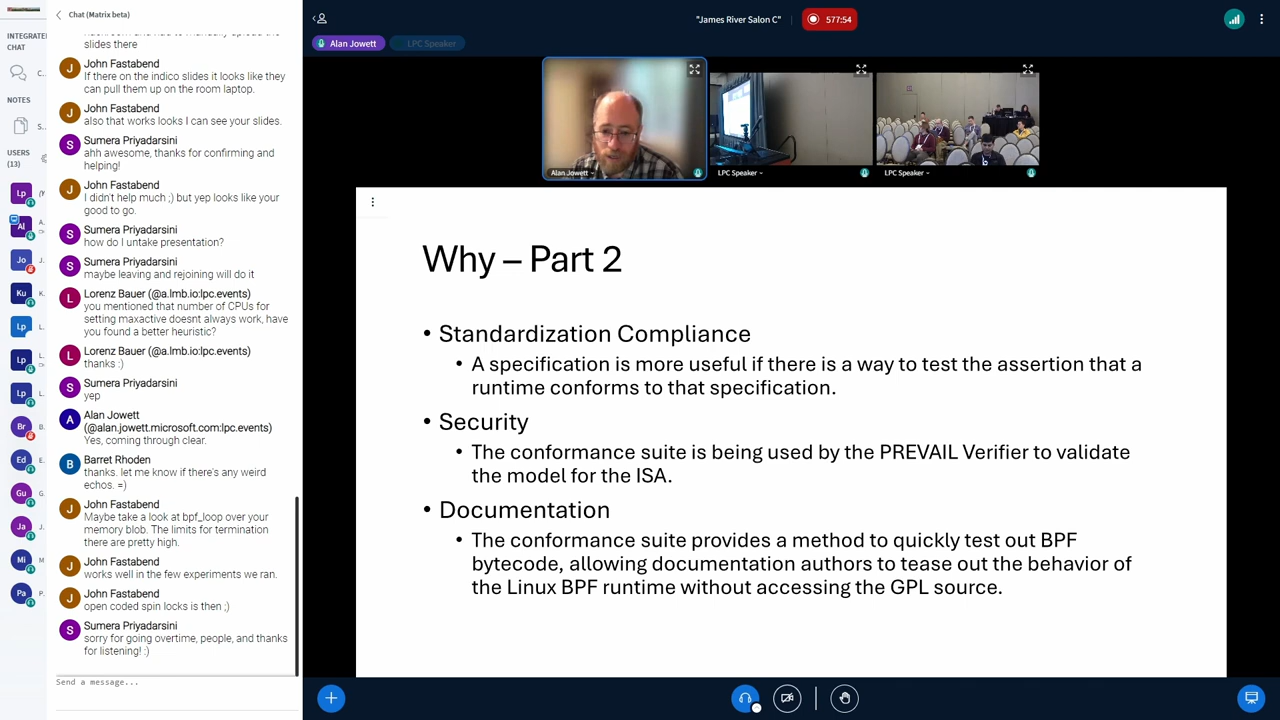 INTEGRATE
CHAT
C.
NOTES
S..
USERS
(13)
Lp
Al
A.
Jo
J.
Ku
K.
Lp
L.
Lp
L.
Lp
L.
Br
B.
Ed
E.
Gu
G.
Ja
J.
Mi
M.
Pa
P.
Chat (Matrix beta)
slides there
J
John Fastabend
If there on the indico slides it looks like they
can pull them up on the room laptop.
J
John Fastabend
also that works looks I can see your slides.
S
Sumera Priyadarsini
ahh awesome, thanks for confirming and
helping!
J
John Fastabend
I didn't help much ;) but yep looks like your
good to go.
S
Sumera Priyadarsini
how do I untake presentation?
S
Sumera Priyadarsini
maybe leaving and rejoining will do it
L
Lorenz Bauer (@a.lmb.io:lpc.events)
you mentioned that number of CPUs for
setting maxactive doesnt always work, have
you found a better heuristic?
L
Lorenz Bauer (@a.lmb.io:lpc.events)
thanks :)
S
Sumera Priyadarsini
yep
A
Alan Jowett
(@alan.jowett.microsoft.com:lpc.events)
Yes, coming through clear.
B
Barret Rhoden
thanks. let me know if there's any weird
echos. =)
J
John Fastabend
Maybe take a look at bpf_loop over your
memory blob. The limits for termination
there are pretty high.
J
John Fastabend
works well in the few experiments we ran.
J
John Fastabend
open coded spin locks is then ;)
S
Sumera Priyadarsini
sorry for going overtime, people, and thanks
for listening! :)
Send a message...
"James River Salon C"
577:54
Alan Jowett
LPC Speaker
Alan Jowett
LPC Speaker
LPC Speaker
Why – Part 2
• Standardization Compliance
• A specification is more useful if there is a way to test the assertion that a
runtime conforms to that specification.
• Security
• The conformance suite is being used by the PREVAIL Verifier to validate
the model for the ISA.
• Documentation
• The conformance suite provides a method to quickly test out BPF
bytecode, allowing documentation authors to tease out the behavior of
the Linux BPF runtime without accessing the GPL source.